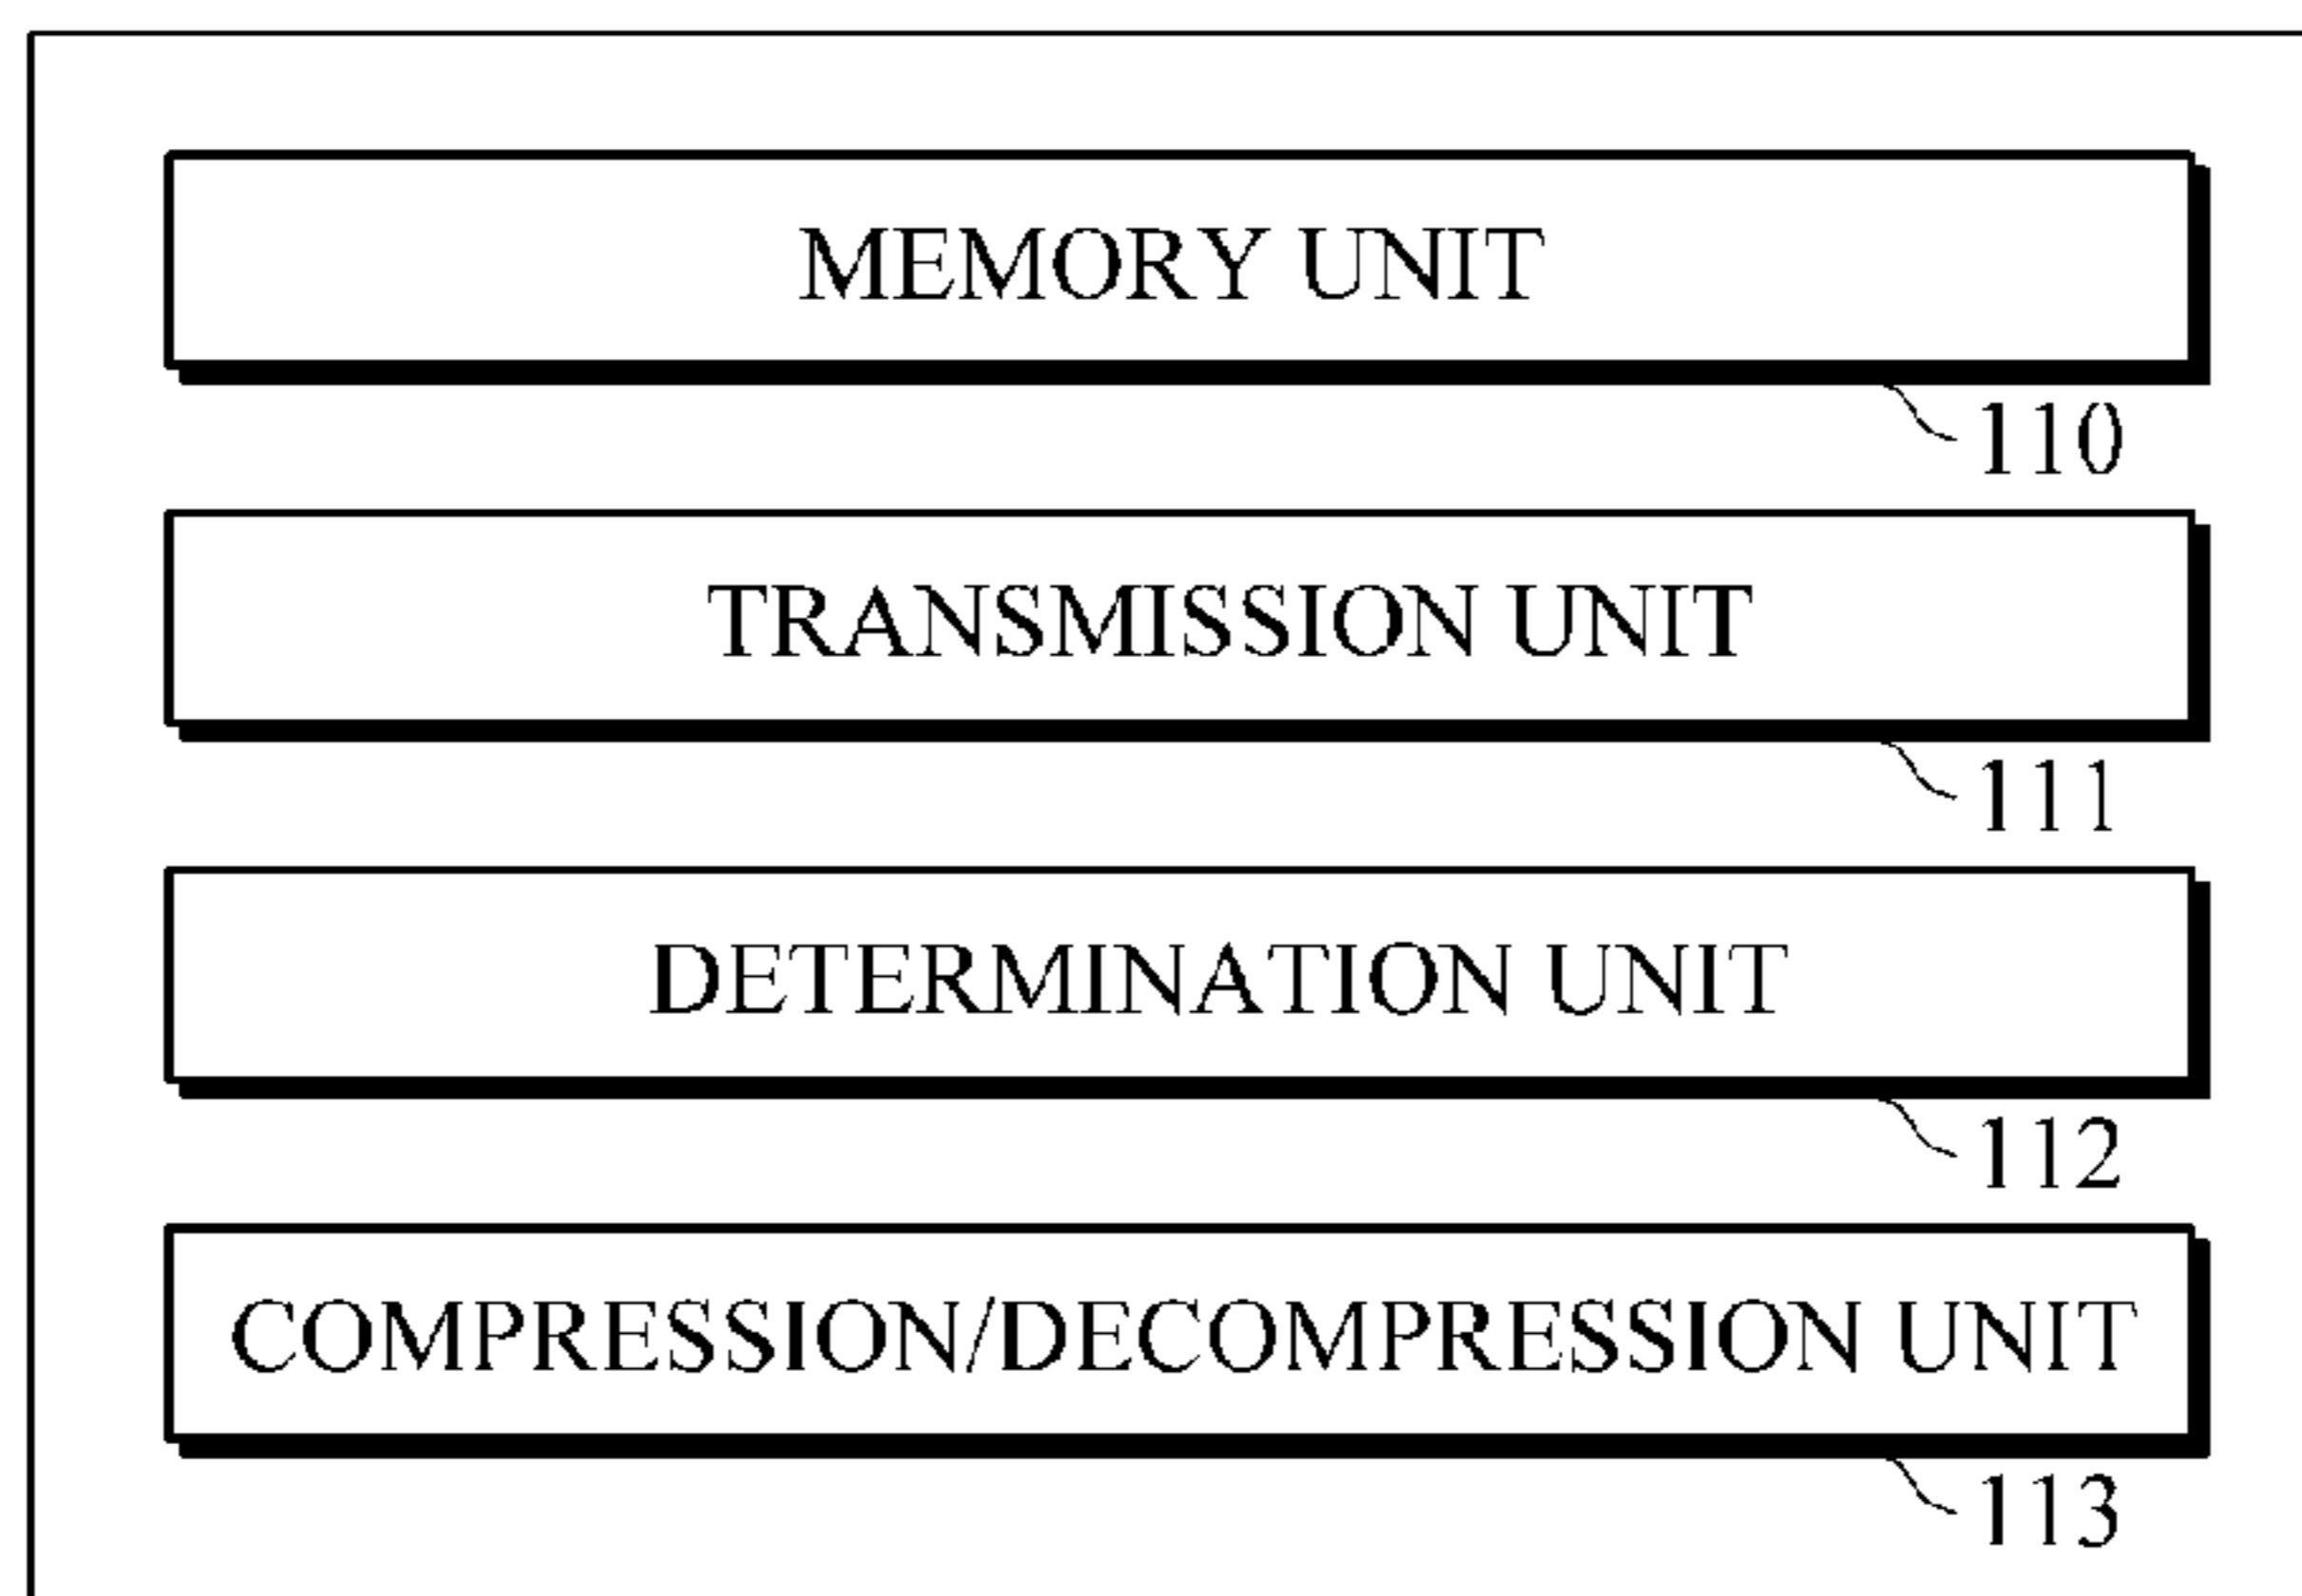 MEMORY UNIT
110
TRANSMISSION UNIT
111
DETERMINATION UNIT
112
COMPRESSION/DECOMPRESSION UNIT
113